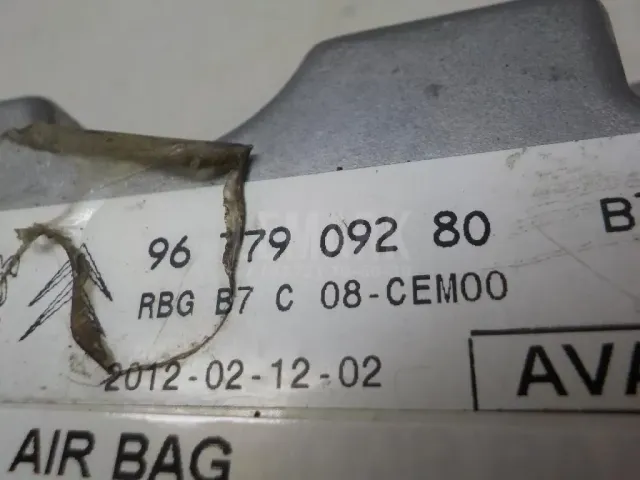 96 779 092 80
RBG B7 C 08-CEM00
2012-02-12-02
AIR BAG